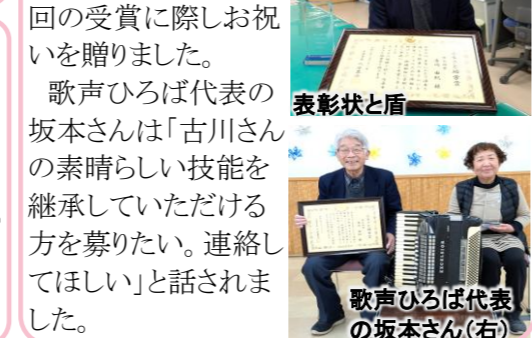 回の受賞に際しお祝
いを贈りました。
歌声ひろば代表の
坂本さんは「古川さん
の素晴らしい技能を
継承していただける
方を募りたい。連絡し
てほしい」と話されま
した。
表彰状と盾
歌声ひろば代表
の坂本さん(右)